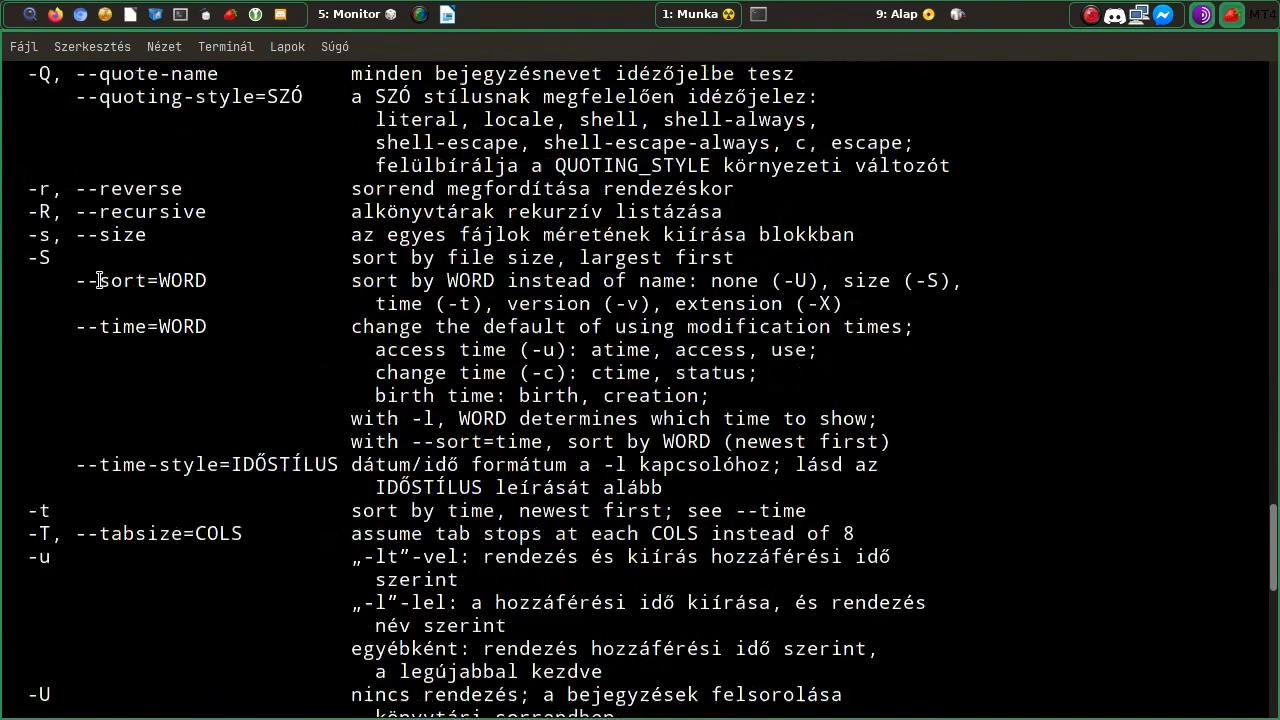 5: Monitor
1: Munka
9: Alap
MT4
Fájl Szerkesztés Nézet Terminál Lapok Súgó
-Q, --quote-name minden bejegyzésnevet idézőjelbe tesz
--quoting-style=SZÓ a SZÓ stílusnak megfelelően idézőjelez:
literal, locale, shell, shell-always,
shell-escape, shell-escape-always, c, escape;
felülbírálja a QUOTING_STYLE környezeti változót
-r, --reverse sorrend megfordítása rendezéskor
-R, --recursive alkönyvtárak rekurzív listázása
-s, --size az egyes fájlok méretének kiírása blokkban
-S sort by file size, largest first
--sort=WORD sort by WORD instead of name: none (-U), size (-S),
time (-t), version (-v), extension (-X)
--time=WORD change the default of using modification times;
access time (-u): atime, access, use;
change time (-c): ctime, status;
birth time: birth, creation;
with -l, WORD determines which time to show;
with --sort=time, sort by WORD (newest first)
--time-style=IDŐSTÍLUS dátum/idő formátum a -l kapcsolóhoz; lásd az
IDŐSTÍLUS leírását alább
-t sort by time, newest first; see --time
-T, --tabsize=COLS assume tab stops at each COLS instead of 8
-u „-lt”-vel: rendezés és kiírás hozzáférési idő
szerint
„-l”-lel: a hozzáférési idő kiírása, és rendezés
név szerint
egyébként: rendezés hozzáférési idő szerint,
a legújabbal kezdve
-U nincs rendezés; a bejegyzések felsorolása
könyvtári sorrendben